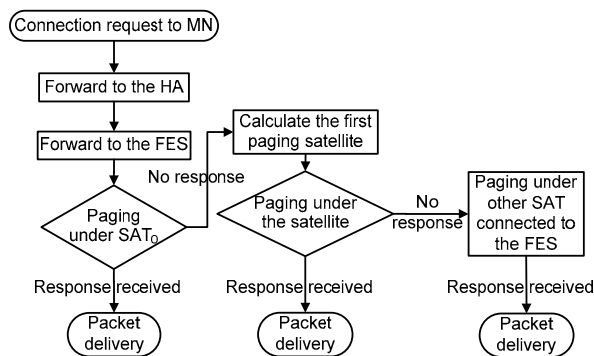 Connection request to MN
Forward to the HA
Forward to the FES
No response
Paging
under SAT0
Response received
Packet
delivery
Calculate the first
paging satellite
Paging under
the satellite
No
response
Response received
Packet
delivery
Paging under
other SAT
connected to
the FES
Response received
Packet
delivery